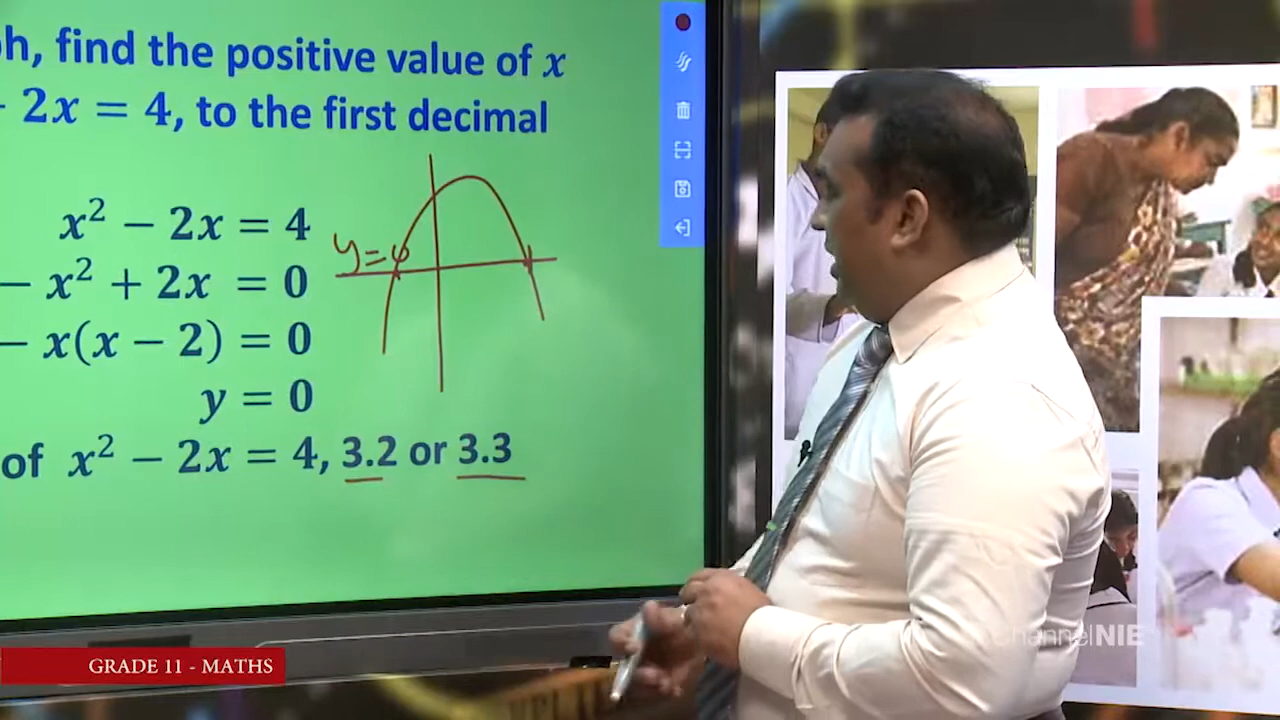 h, find the positive value of x
- 2x = 4, to the first decimal
x² − 2x = 4
y=0
− x² + 2x = 0
− x(x − 2) = 0
y = 0
of x² − 2x = 4, 3.2 or 3.3
GRADE 11 - MATHS
ChannelNIE